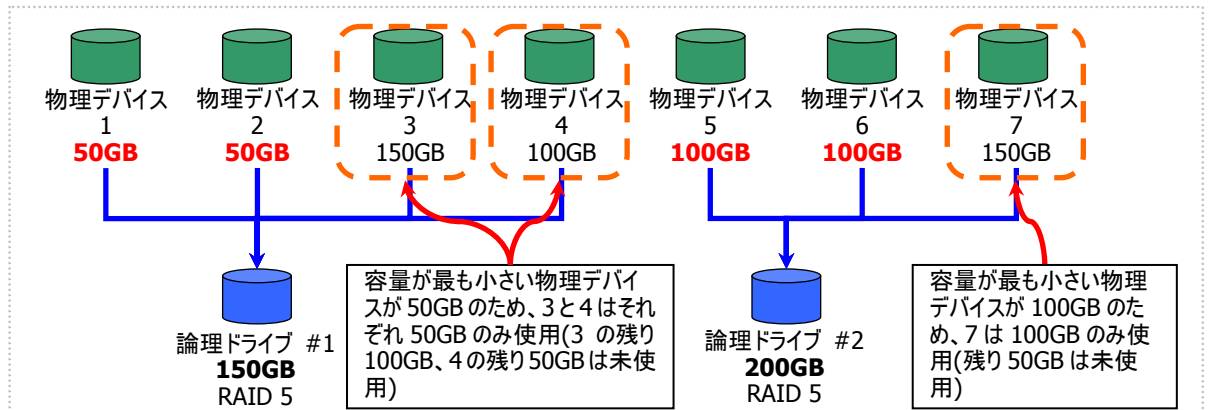 物理デバイス
1
50GB
物理デバイス
2
50GB
物理デバイス
3
150GB
物理デバイス
4
100GB
物理デバイス
5
100GB
物理デバイス
6
100GB
物理デバイス
7
150GB
論理ドライブ #1
150GB
RAID 5
容量が最も小さい物理デバイ
スが 50GB のため、3と4はそれ
ぞれ 50GB のみ使用(3 の残り
100GB、4 の残り 50GB は未使
用)
論理ドライブ #2
200GB
RAID 5
容量が最も小さい物理
デバイスが 100GB のた
め、7 は 100GB のみ使
用(残り 50GB は未使
用)